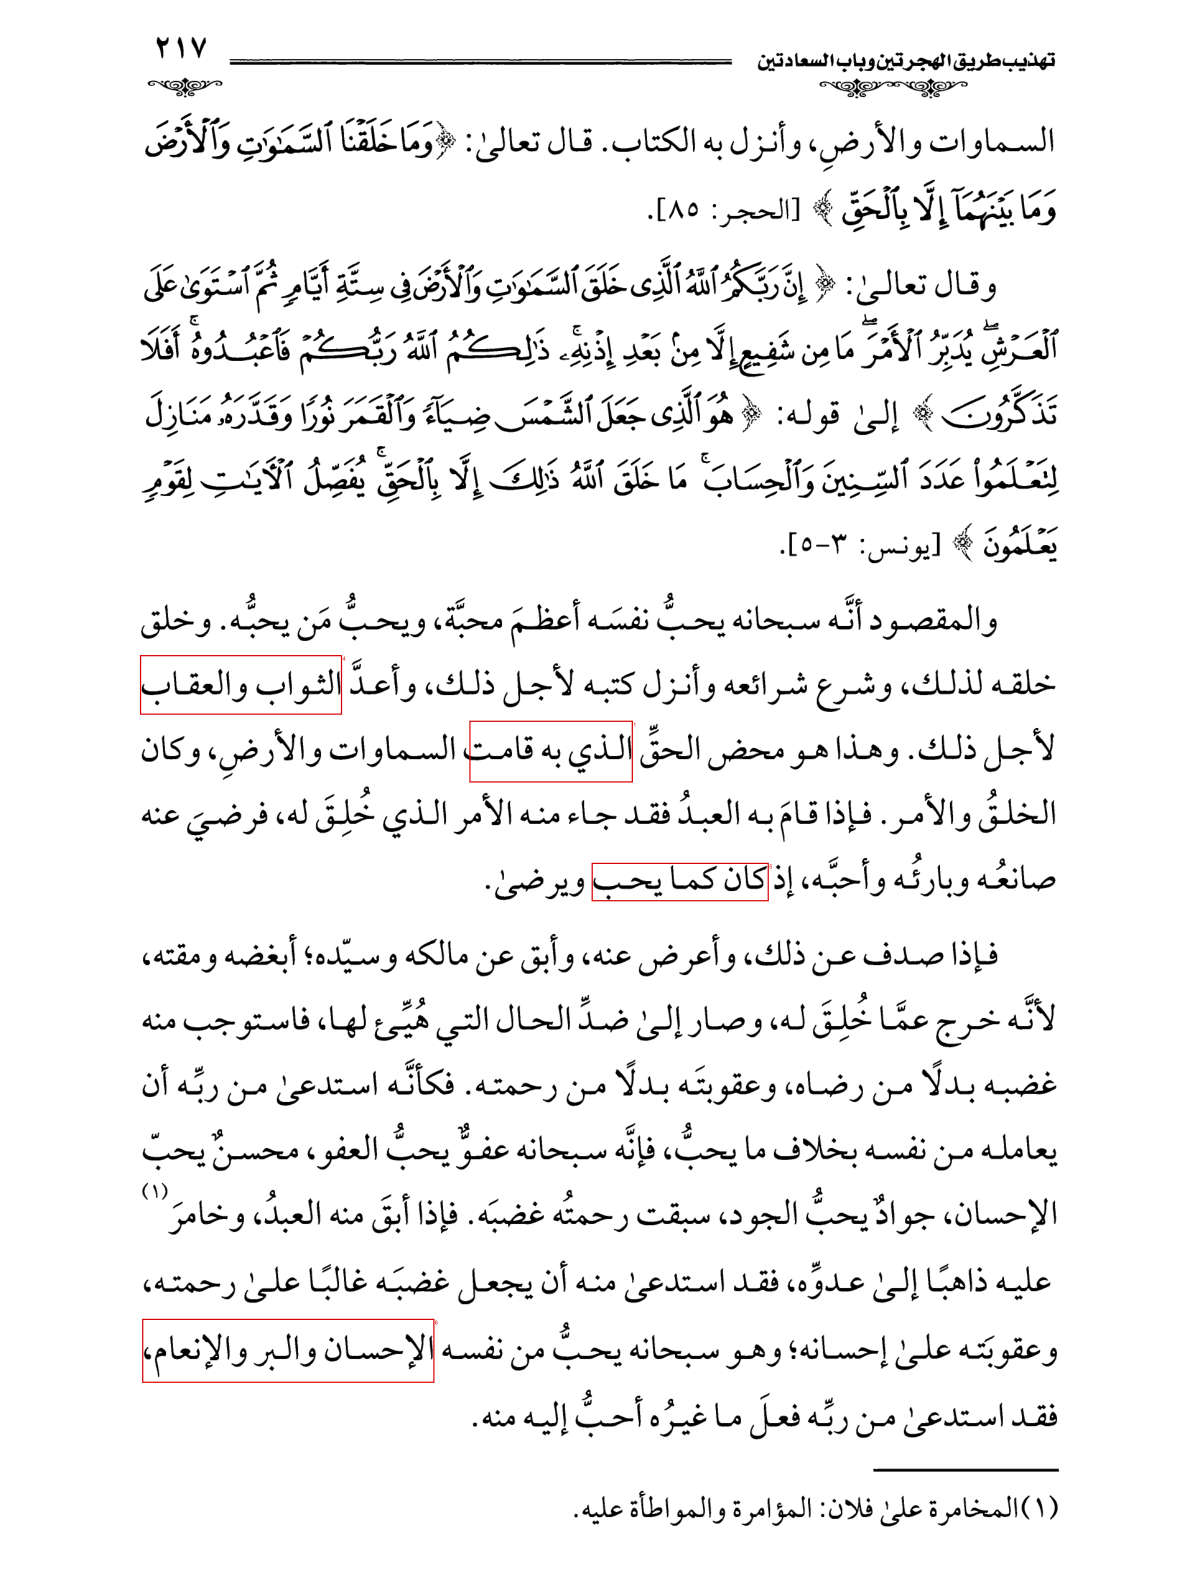 تهذيب طريق الهجرتين وباب السعادتين
٢١٧
السماوات والأرضِ، وأنزل به الكتاب. قال تعالىٰ: ﴿وَمَا خَلَقْنَا ٱلسَّمَٰوَٰتِ وَٱلْأَرْضَ
وَمَا بَيْنَهُمَآ إِلَّا بِٱلْحَقِّ﴾ [الحجر: ٨٥].
وقال تعالىٰ: ﴿إِنَّ رَبَّكُمُ ٱللَّهُ ٱلَّذِى خَلَقَ ٱلسَّمَٰوَٰتِ وَٱلْأَرْضَ فِى سِتَّةِ أَيَّامٍ ثُمَّ ٱسْتَوَىٰ عَلَى
ٱلْعَرْشِ ۖ يُدَبِّرُ ٱلْأَمْرَ ۖ مَا مِن شَفِيعٍ إِلَّا مِنۢ بَعْدِ إِذْنِهِۦ ۚ ذَٰلِكُمُ ٱللَّهُ رَبُّكُمْ فَٱعْبُدُوهُ ۚ أَفَلَا
تَذَكَّرُونَ﴾ إلىٰ قوله: ﴿هُوَ ٱلَّذِى جَعَلَ ٱلشَّمْسَ ضِيَآءً وَٱلْقَمَرَ نُورًا وَقَدَّرَهُۥ مَنَازِلَ
لِتَعْلَمُوا۟ عَدَدَ ٱلسِّنِينَ وَٱلْحِسَابَ ۚ مَا خَلَقَ ٱللَّهُ ذَٰلِكَ إِلَّا بِٱلْحَقِّ ۚ يُفَصِّلُ ٱلْءَايَٰتِ لِقَوْمٍ
يَعْلَمُونَ﴾ [يونس: ٣-٥].
والمقصود أنَّه سبحانه يحبُّ نفسَه أعظمَ محبَّة، ويحبُّ مَن يحبُّه. وخلق
خلقه لذلك، وشرع شرائعه وأنزل كتبه لأجل ذلك، وأعدَّ الثواب والعقاب
لأجل ذلك. وهذا هو محض الحقِّ الذي به قامت السماوات والأرضِ، وكان
الخلقُ والأمر. فإذا قامَ به العبدُ فقد جاء منه الأمر الذي خُلِقَ له، فرضيَ عنه
صانعُه وبارئُه وأحبَّه، إذ كان كما يحب ويرضىٰ.
فإذا صدف عن ذلك، وأعرض عنه، وأبق عن مالكه وسيّده؛ أبغضه ومقته،
لأنَّه خرج عمَّا خُلِقَ له، وصار إلىٰ ضدِّ الحال التي هُيِّئ لها، فاستوجب منه
غضبه بدلًا من رضاه، وعقوبتَه بدلًا من رحمته. فكأنَّه استدعىٰ من ربِّه أن
يعامله من نفسه بخلاف ما يحبُّ، فإنَّه سبحانه عفوٌّ يحبُّ العفو، محسنٌ يحبّ
الإحسان، جوادٌ يحبُّ الجود، سبقت رحمتُه غضبَه. فإذا أبقَ منه العبدُ، وخامرَ (١)
عليه ذاهبًا إلىٰ عدوِّه، فقد استدعىٰ منه أن يجعل غضبَه غالبًا علىٰ رحمته،
وعقوبَته علىٰ إحسانه؛ وهو سبحانه يحبُّ من نفسه الإحسان والبر والإنعام،
فقد استدعىٰ من ربِّه فعلَ ما غيرُه أحبُّ إليه منه.
(١) المخامرة علىٰ فلان: المؤامرة والمواطأة عليه.